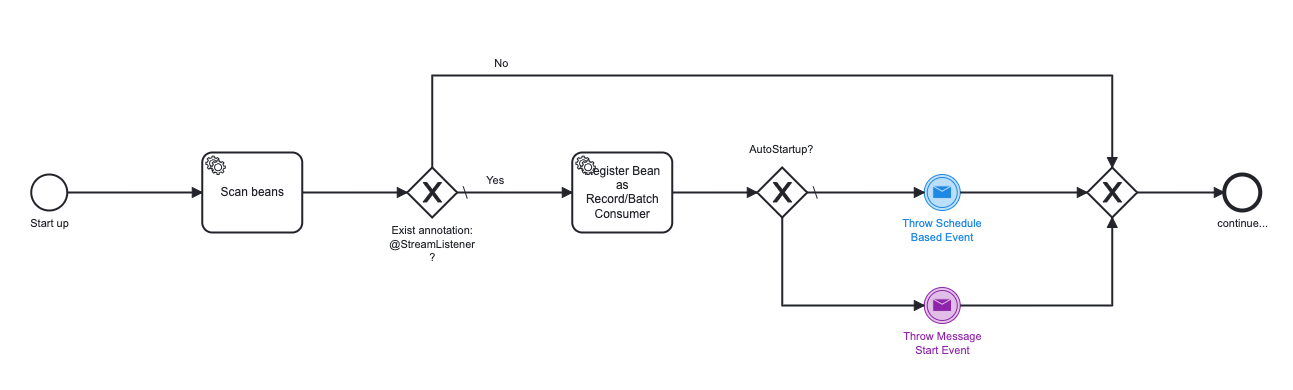 No
AutoStartup?
Start up
Scan beans
Exist annotation:
@StreamListener
?
Yes
Register Bean
as
Record/Batch
Consumer
Throw Schedule
Based Event
continue...
Throw Message
Start Event